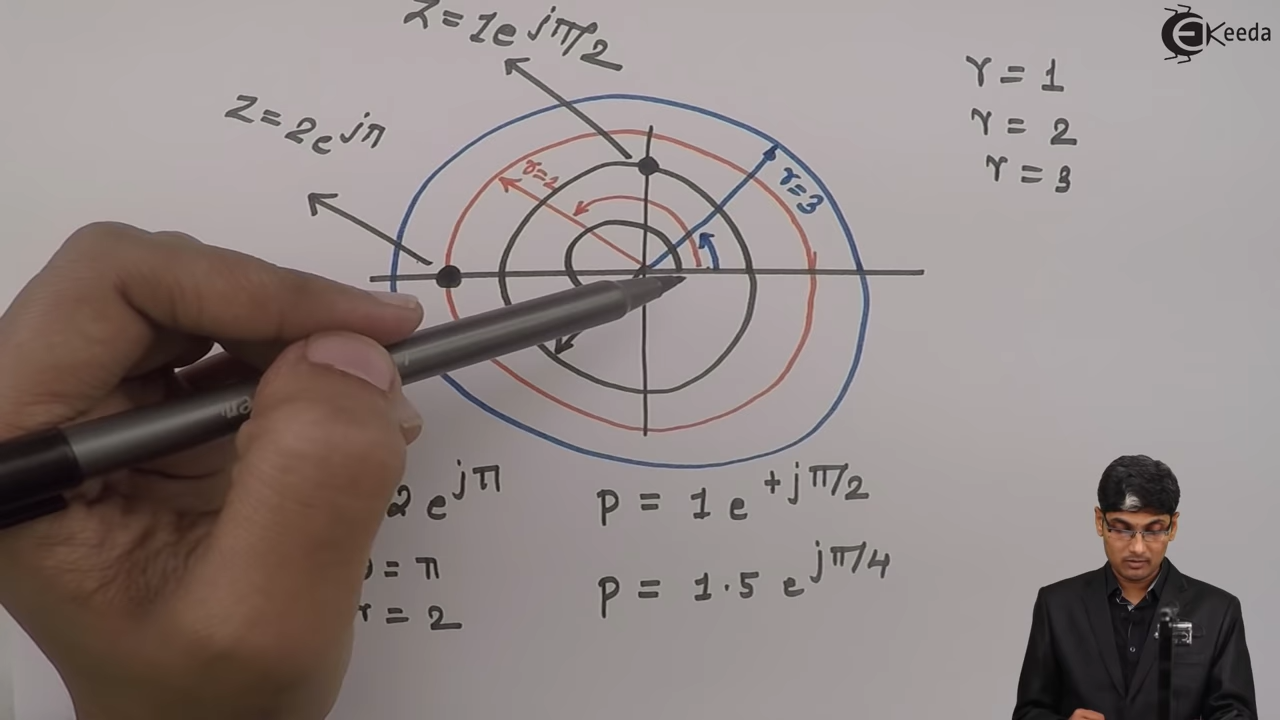 Z = 1e^jπ/2
EKeeda
r = 1
Z = 2e^jπ
r = 2
r=2
r = 3
r=3
2 e^jπ
p = 1 e^+jπ/2
= π
p = 1.5 e^jπ/4
r = 2